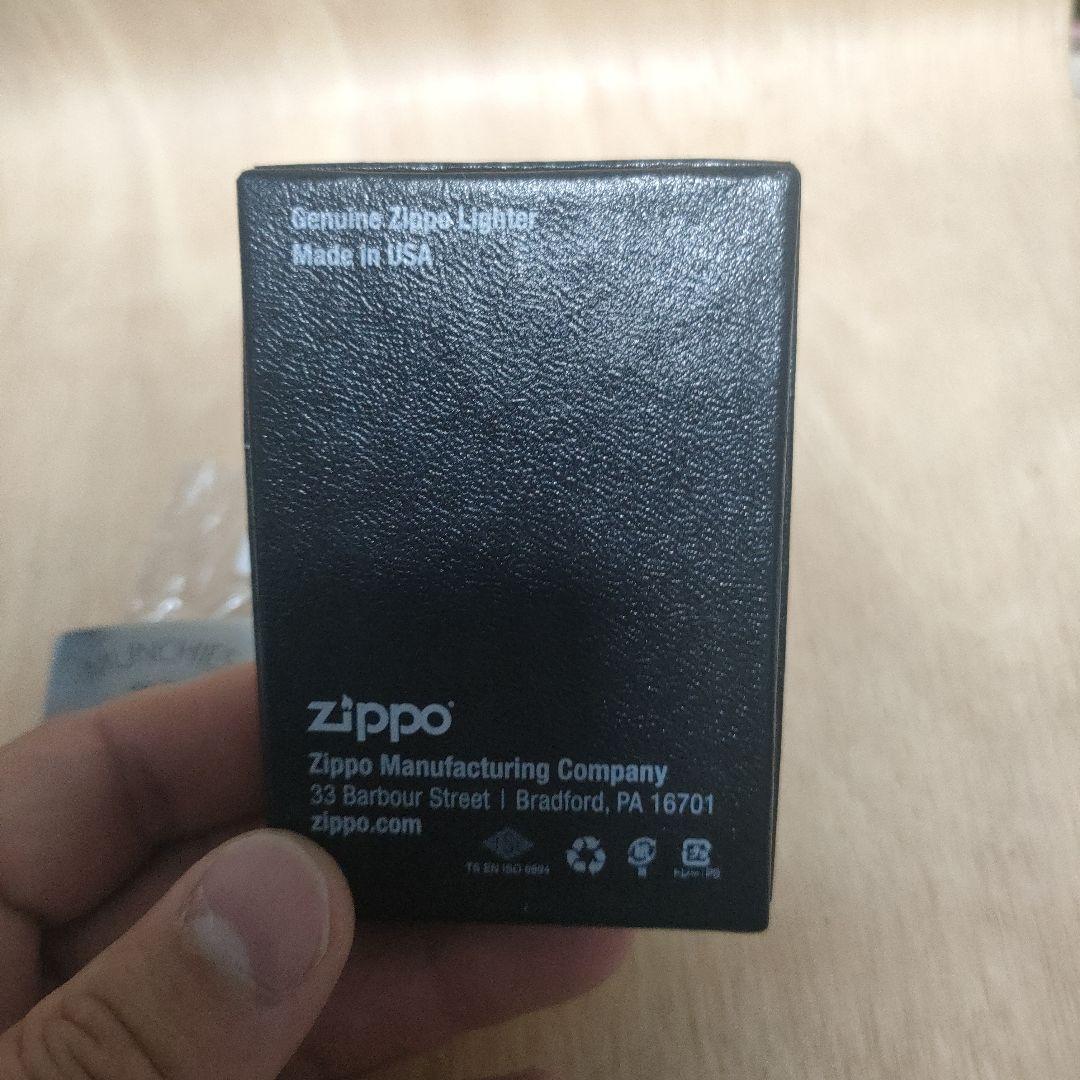 Genuine Zippo Lighter
Made in USA
zippo
Zippo Manufacturing Company
33 Barbour Street | Bradford, PA 16701
zippo.com